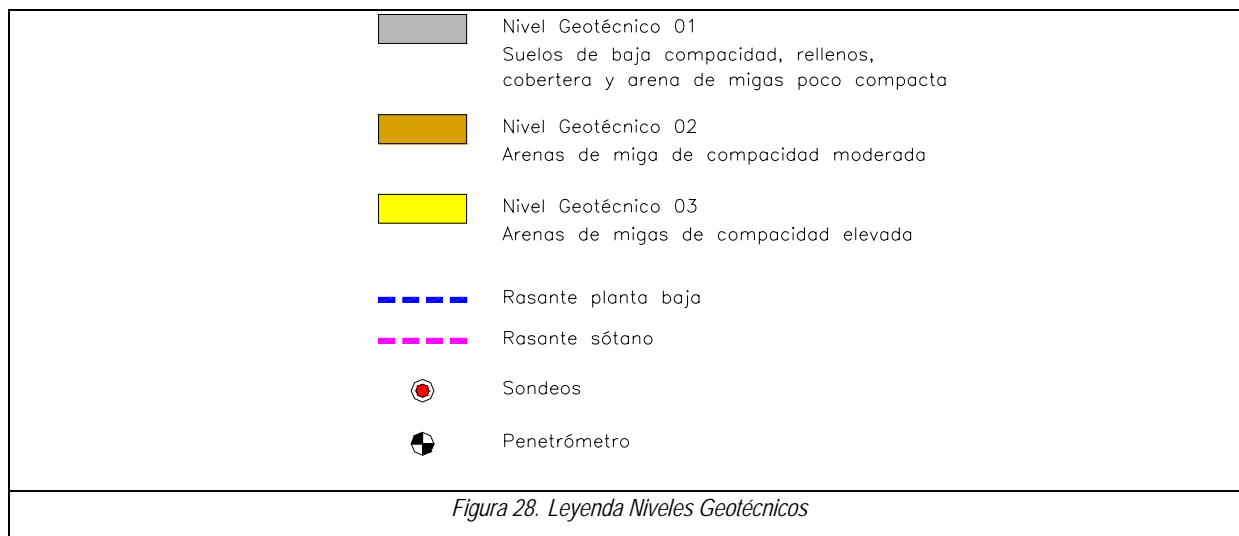 Nivel Geotécnico 01
Suelos de baja compacidad, rellenos,
cobertera y arena de migas poco compacta
Nivel Geotécnico 02
Arenas de miga de compacidad moderada
Nivel Geotécnico 03
Arenas de migas de compacidad elevada
Rasante planta baja
Rasante sótano
Sondeos
Penetrómetro
Figura 28. Leyenda Niveles Geotécnicos